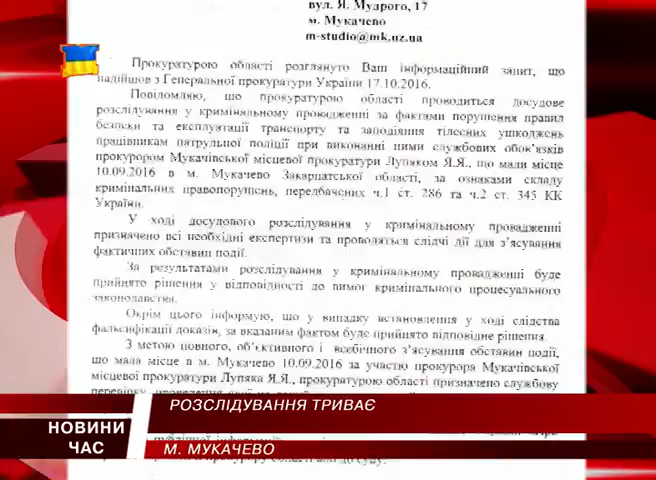 вул. Я. Мудрого, 17
м. Мукачево
m-studio@mk.uz.ua
Прокуратурою області розглянуто Ваш інформаційний запит, що
надійшов з Генеральної прокуратури України 17.10.2016.
Повідомляю, що прокуратурою області проводиться досудове
розслідування у кримінальному провадженні за фактами порушення правил
безпеки та експлуатації транспорту та заподіяння тілесних ушкоджень
працівникам патрульної поліції при виконанні ними службових обов'язків
прокурором Мукачівської місцевої прокуратури Лупяком Я.Я., що мали місце
10.09.2016 в м. Мукачево Закарпатської області, за ознаками складу
кримінальних правопорушень, передбачених ч.1 ст. 286 та ч.2 ст. 345 КК
України.
У ході досудового розслідування у кримінальному провадженні
призначено всі необхідні експертизи та проводяться слідчі дії для з'ясування
фактичних обставин події.
За результатами розслідування у кримінальному провадженні буде
прийнято рішення у відповідності до вимог кримінального процесуального
законодавства.
Окрім цього інформую, що у випадку встановлення у ході слідства
фальсифікації доказів, за вказаним фактом буде прийнято відповідне рішення.
З метою повного, об'єктивного і всебічного з'ясування обставин події,
що мала місце в м. Мукачево 10.09.2016 за участю прокурора Мукачівської
місцевої прокуратури Лупяка Я.Я., прокуратурою області призначено службову
РОЗСЛІДУВАННЯ ТРИВАЄ
НОВИНИ
ЧАС
М. МУКАЧЕВО